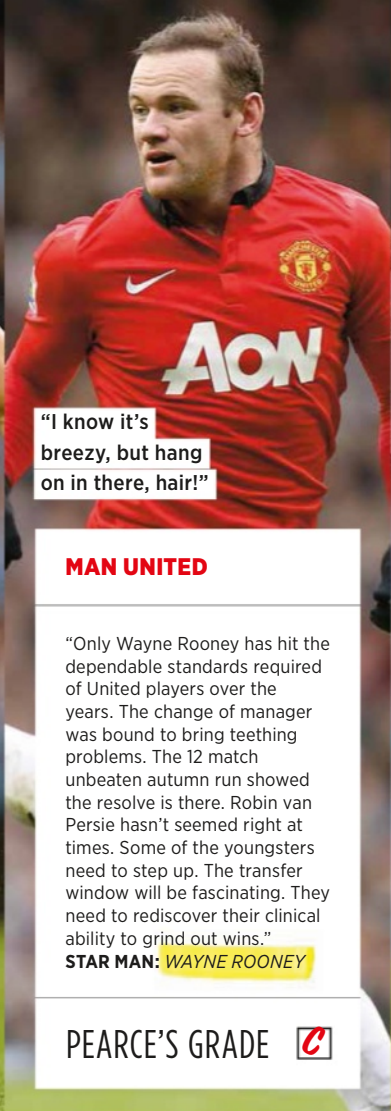 MANCHESTER
UNITED
AON
“I know it’s
breezy, but hang
on in there, hair!”
MAN UNITED
“Only Wayne Rooney has hit the
dependable standards required
of United players over the
years. The change of manager
was bound to bring teething
problems. The 12 match
unbeaten autumn run showed
the resolve is there. Robin van
Persie hasn’t seemed right at
times. Some of the youngsters
need to step up. The transfer
window will be fascinating. They
need to rediscover their clinical
ability to grind out wins.”
STAR MAN: WAYNE ROONEY
PEARCE’S GRADE C